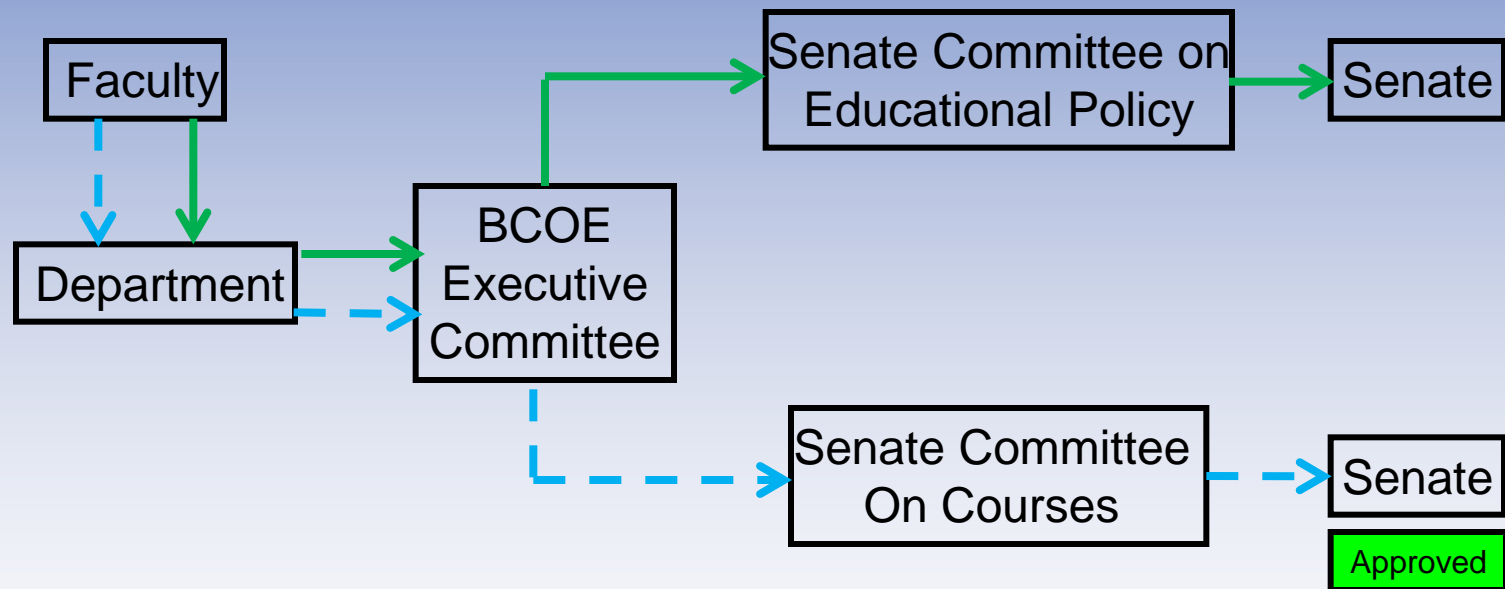 Faculty
Department
BCOE
Executive
Committee
Senate Committee on
Educational Policy
Senate
Senate Committee
On Courses
Senate
Approved